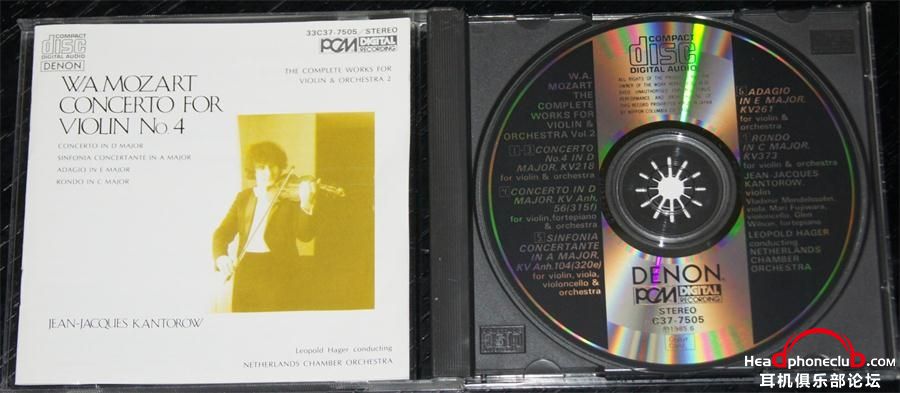 COMPACT
disc
DIGITAL AUDIO
DENON
33C37-7505/STEREO
PCM DIGITAL
RECORDING
THE COMPLETE WORKS FOR
VIOLIN & ORCHESTRA 2
W.A.MOZART
CONCERTO FOR
VIOLIN No 4
CONCERTO IN D MAJOR
SINFONIA CONCERTANTE IN A MAJOR
ADAGIO IN E MAJOR
RONDO IN C MAJOR
JEAN-JACQUES KANTOROW
Leopold Hager conducting
NETHERLANDS CHAMBER ORCHESTRA
COMPACT
disc
DIGITAL AUDIO
W.A.
MOZART
THE
COMPLETE
WORKS FOR
VIOLIN &
ORCHESTRA Vol.2
1-3 CONCERTO
No.4 IN D
MAJOR, KV218
for violin & orchestra
4 CONCERTO IN D
MAJOR, KV Anh.
56(315f)
for violin, fortepiano
& orchestra
5 SINFONIA
CONCERTANTE
IN A MAJOR,
KV Anh.104(320e)
for violin, viola,
violoncello &
orchestra
ADAGIO
IN E MAJOR,
KV261
for violin &
orchestra
RONDO
IN C MAJOR,
KV373
for violin & orchestra
JEAN-JACQUES
KANTOROW,
violin
Vladimir Mendelssohn,
viola, Mari Fujiwara,
violoncello, Glen
Wilson, fortepiano
LEOPOLD HAGER
conducting
NETHERLANDS
CHAMBER
ORCHESTRA
DENON
PCM DIGITAL
RECORDING
STEREO
C37-7505
℗1985.6
Headphoneclub.com
耳机俱乐部论坛